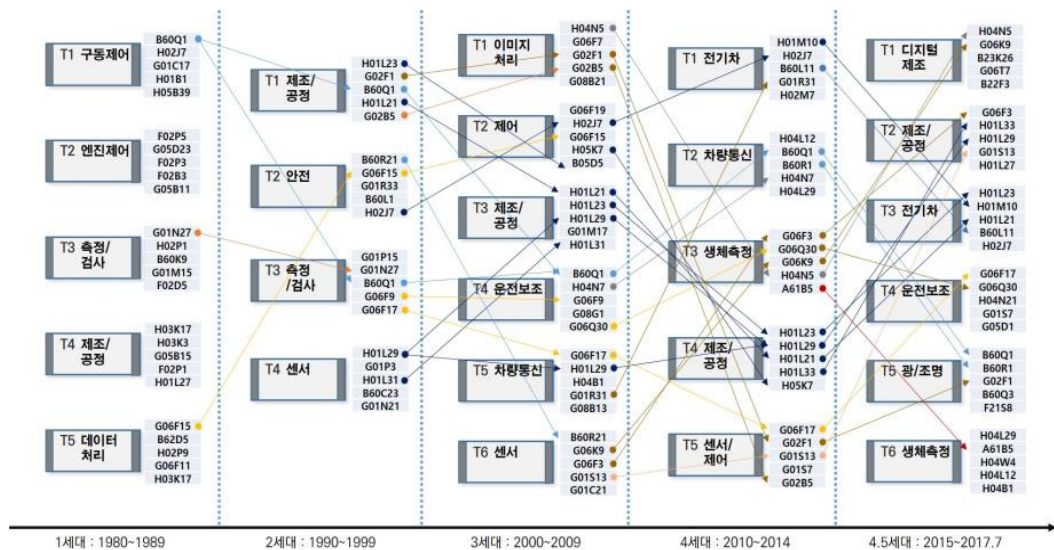 T1 구동제어
B60Q1
H02J7
G01C17
H01B1
H05B39
T2 엔진제어
F02P5
G05D23
F02P3
F02B3
G05B11
T3 측정/
검사
G01N27
H02P1
B60K9
G01M15
F02D5
T4 제조/
공정
H03K17
H03K3
G05B15
F02P1
H01L27
T5 데이터
처리
G06F15
B62D5
H02P9
G06F11
H03K17
T1 제조/
공정
H01L23
G02F1
B60Q1
H01L21
G02B5
T2 안전
B60R21
G06F15
G01R33
B60L1
H02J7
T3 측정
/검사
G01P15
G01N27
B60Q1
G06F9
G06F17
T4 센서
H01L29
G01P3
H01L31
B60C23
G01N21
T1 이미지
처리
H04N5
G06F7
G02F1
G02B5
G08B21
T2 제어
G06F19
H02J7
G06F15
H05K7
B05D5
T3 제조/
공정
H01L21
H01L23
H01L29
G01M17
H01L31
T4 운전보조
B60Q1
H04N7
G06F9
G08G1
G06Q30
T5 차량통신
G06F17
H01L29
H04B1
G01R31
G08B13
T6 센서
B60R21
G06K9
G06F3
G01S13
G01C21
T1 전기차
H01M10
H02J7
B60L11
G01R31
H02M7
T2 차량통신
H04L12
B60Q1
B60R1
H04N7
H04L29
T3 생체측정
G06F3
G06Q30
G06K9
H04N5
A61B5
T4 제조/
공정
H01L23
H01L29
H01L21
H01L33
H05K7
T5 센서/
제어
G06F17
G02F1
G01S13
G01S7
G02B5
T1 디지털
제조
H04N5
G06K9
B23K26
G06T7
B22F3
T2 제조/
공정
G06F3
H01L33
H01L29
G01S13
H01L27
T3 전기차
H01L23
H01M10
H01L21
B60L11
H02J7
T4 운전보조
G06F17
G06Q30
H04N21
G01S7
G05D1
T5 광/조명
B60Q1
B60R1
G02F1
B60Q3
F21S8
T6 생체측정
H04L29
A61B5
H04W4
H04L12
H04B1
1세대 : 1980~1989
2세대 : 1990~1999
3세대 : 2000~2009
4세대 : 2010~2014
4.5세대 : 2015~2017.7